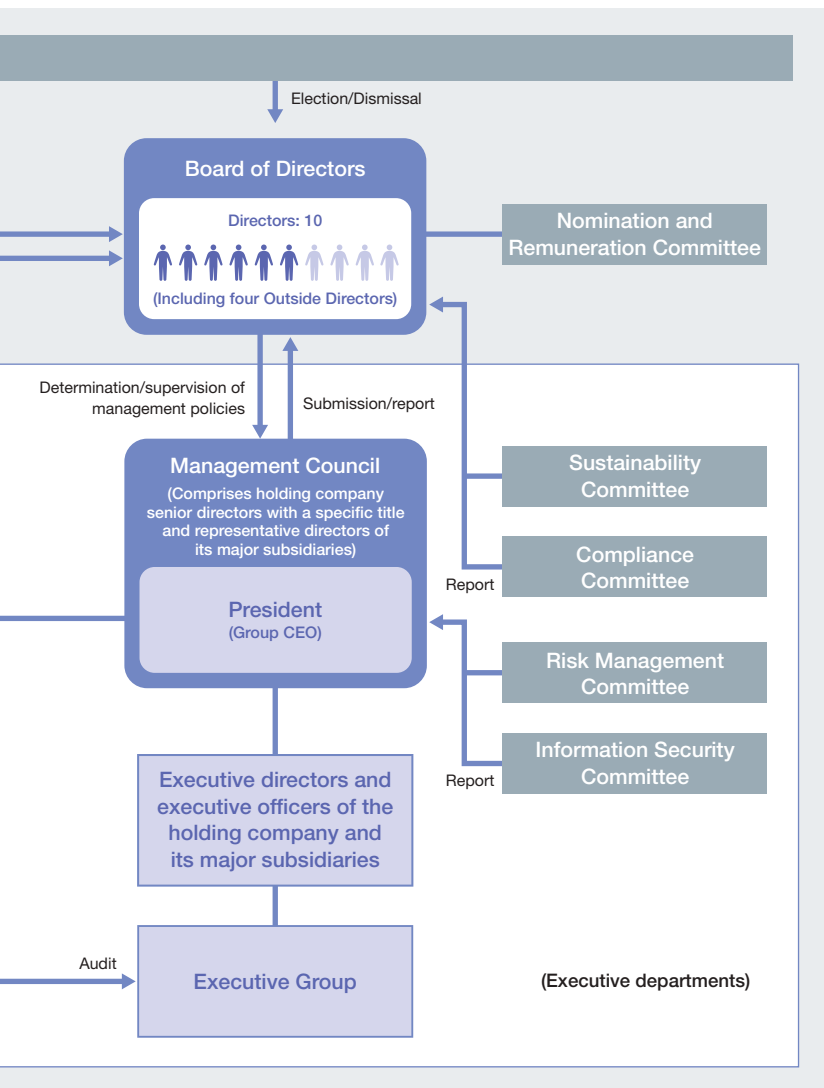 Election/Dismissal
Board of Directors
Directors: 10
(Including four Outside Directors)
Nomination and
Remuneration Committee
Determination/supervision of
management policies
Submission/report
Management Council
(Comprises holding company
senior directors with a specific title
and representative directors of
its major subsidiaries)
President
(Group CEO)
Sustainability
Committee
Compliance
Committee
Report
Risk Management
Committee
Information Security
Committee
Report
Executive directors and
executive officers of the
holding company and
its major subsidiaries
Audit
Executive Group
(Executive departments)